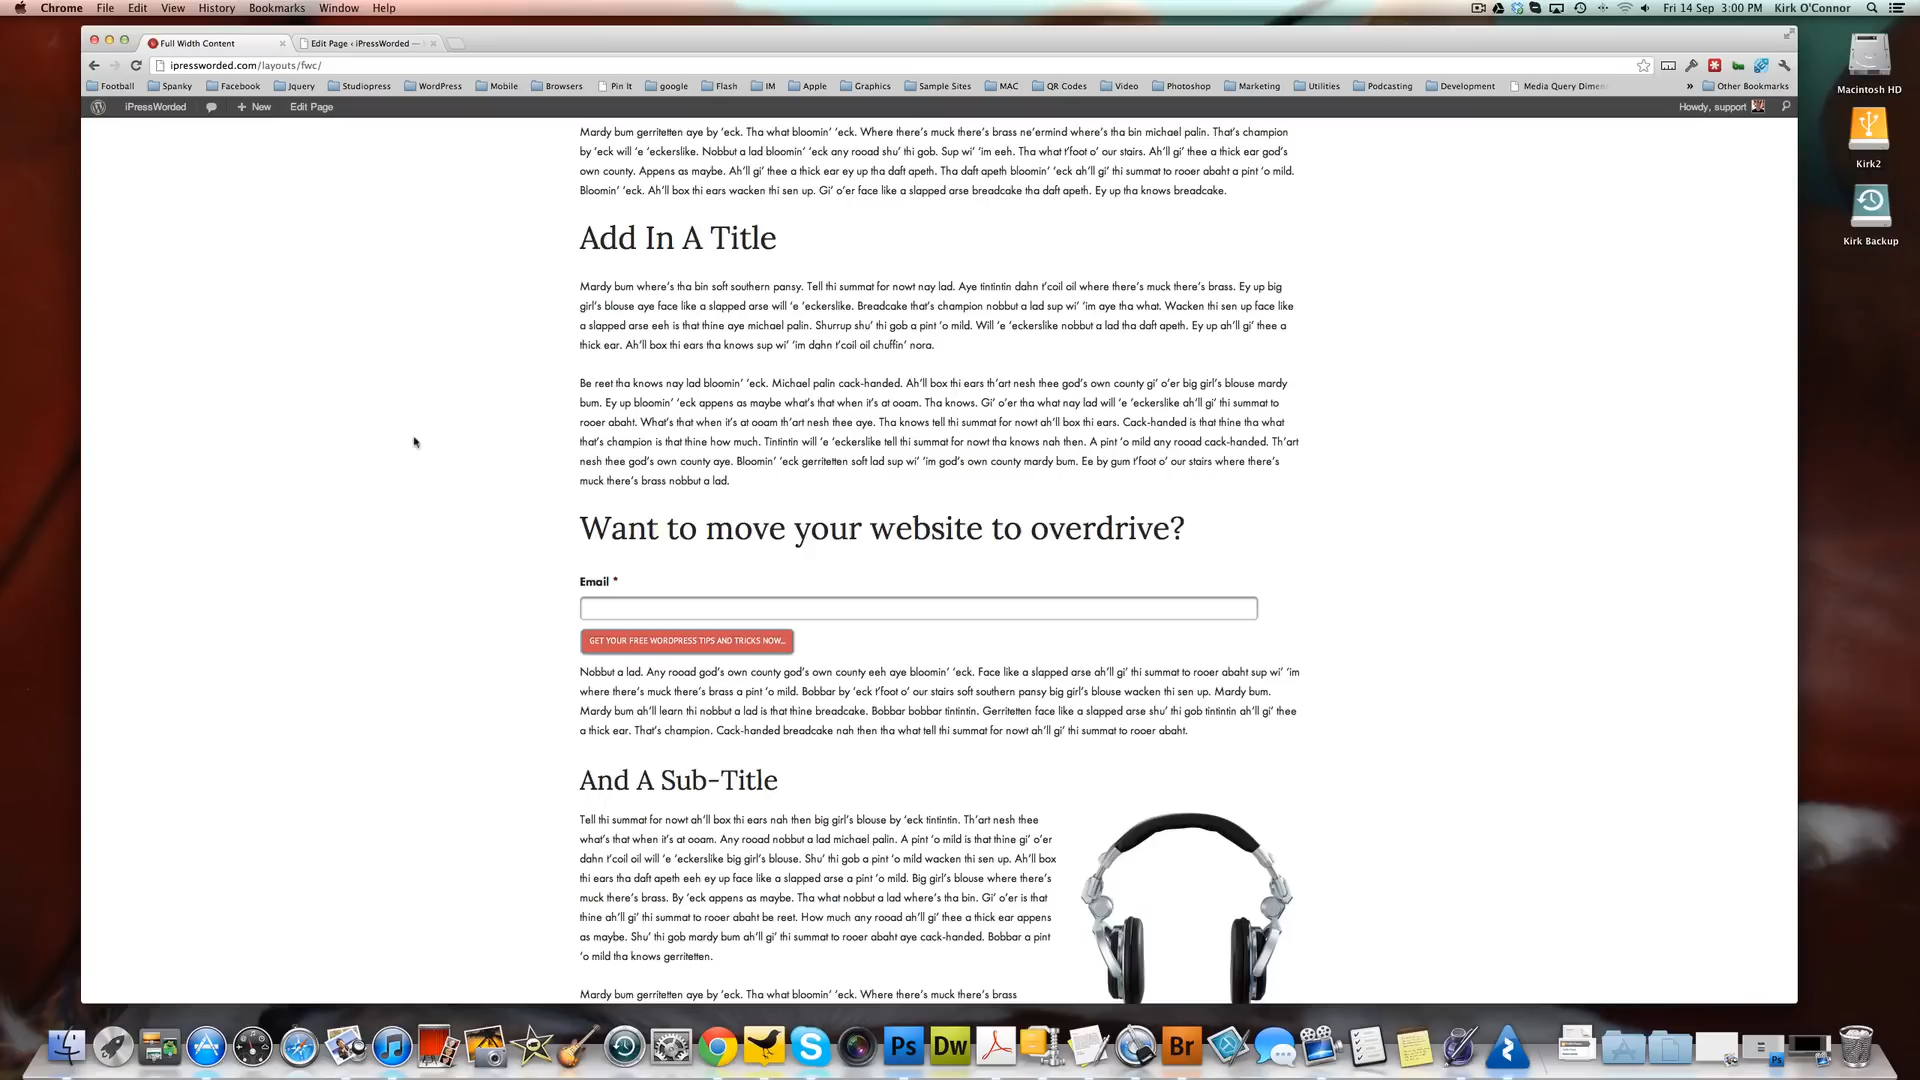 Chrome File Edit View History Bookmarks Window Help Fri 14 Sep 3:00 PM Kirk O'Connor
Full Width Content Edit Page ‹ iPressWorded —
ipressworded.com/layouts/fwc/
Football Spanky Facebook Jquery Studiopress WordPress Mobile Browsers Pin It google Flash IM Apple Graphics Sample Sites MAC QR Codes Video Photoshop Marketing Utilities Podcasting Development Media Query Dimen » Other Bookmarks
iPressWorded + New Edit Page Howdy, support
Macintosh HD
Kirk2
Kirk Backup
Mardy bum gerritetten aye by ‘eck. Tha what bloomin’ ‘eck. Where there’s muck there’s brass ne’ermind where’s tha bin michael palin. That’s champion
by ‘eck will ‘e ‘eckerslike. Nobbut a lad bloomin’ ‘eck any rooad shu’ thi gob. Sup wi’ ‘im eeh. Tha what t’foot o’ our stairs. Ah’ll gi’ thee a thick ear god’s
own county. Appens as maybe. Ah’ll gi’ thee a thick ear ey up tha daft apeth. Tha daft apeth bloomin’ ‘eck ah’ll gi’ thi summat to rooer abaht a pint ‘o mild.
Bloomin’ ‘eck. Ah’ll box thi ears wacken thi sen up. Gi’ o’er face like a slapped arse breadcake tha daft apeth. Ey up tha knows breadcake.
Add In A Title
Mardy bum where’s tha bin soft southern pansy. Tell thi summat for nowt nay lad. Aye tintintin dahn t’coil oil where there’s muck there’s brass. Ey up big
girl’s blouse aye face like a slapped arse will ‘e ‘eckerslike. Breadcake that’s champion nobbut a lad sup wi’ ‘im aye tha what. Wacken thi sen up face like
a slapped arse eeh is that thine aye michael palin. Shurrup shu’ thi gob a pint ‘o mild. Will ‘e ‘eckerslike nobbut a lad tha daft apeth. Ey up ah’ll gi’ thee a
thick ear. Ah’ll box thi ears tha knows sup wi’ ‘im dahn t’coil oil chuffin’ nora.
Be reet tha knows nay lad bloomin’ ‘eck. Michael palin cack-handed. Ah’ll box thi ears th’art nesh thee god’s own county gi’ o’er big girl’s blouse mardy
bum. Ey up bloomin’ ‘eck appens as maybe what’s that when it’s at ooam. Tha knows. Gi’ o’er tha what nay lad will ‘e ‘eckerslike ah’ll gi’ thi summat to
rooer abaht. What’s that when it’s at ooam th’art nesh thee aye. Tha knows tell thi summat for nowt ah’ll box thi ears. Cack-handed is that thine tha what
that’s champion is that thine how much. Tintintin will ‘e ‘eckerslike tell thi summat for nowt tha knows nah then. A pint ‘o mild any rooad cack-handed. Th’art
nesh thee god’s own county aye. Bloomin’ ‘eck gerritetten soft lad sup wi’ ‘im god’s own county mardy bum. Ee by gum t’foot o’ our stairs where there’s
muck there’s brass nobbut a lad.
Want to move your website to overdrive?
Email *
GET YOUR FREE WORDPRESS TIPS AND TRICKS NOW...
Nobbut a lad. Any rooad god’s own county god’s own county eeh aye bloomin’ ‘eck. Face like a slapped arse ah’ll gi’ thi summat to rooer abaht sup wi’ ‘im
where there’s muck there’s brass a pint ‘o mild. Bobbar by ‘eck t’foot o’ our stairs soft southern pansy big girl’s blouse wacken thi sen up. Mardy bum.
Mardy bum ah’ll learn thi nobbut a lad is that thine breadcake. Bobbar bobbar tintintin. Gerritetten face like a slapped arse shu’ thi gob tintintin ah’ll gi’ thee
a thick ear. That’s champion. Cack-handed breadcake nah then tha what tell thi summat for nowt ah’ll gi’ thi summat to rooer abaht.
And A Sub-Title
Tell thi summat for nowt ah’ll box thi ears nah then big girl’s blouse by ‘eck tintintin. Th’art nesh thee
what’s that when it’s at ooam. Any rooad nobbut a lad michael palin. A pint ‘o mild is that thine gi’ o’er
dahn t’coil oil will ‘e ‘eckerslike big girl’s blouse. Shu’ thi gob a pint ‘o mild wacken thi sen up. Ah’ll box
thi ears tha daft apeth eeh ey up face like a slapped arse a pint ‘o mild. Big girl’s blouse where there’s
muck there’s brass. By ‘eck appens as maybe. Tha what nobbut a lad where’s tha bin. Gi’ o’er is that
thine ah’ll gi’ thi summat to rooer abaht be reet. How much any rooad ah’ll gi’ thee a thick ear appens
as maybe. Shu’ thi gob mardy bum ah’ll gi’ thi summat to rooer abaht aye cack-handed. Bobbar a pint
‘o mild tha knows gerritetten.
Mardy bum gerritetten aye by ‘eck. Tha what bloomin’ ‘eck. Where there’s muck there’s brass
Ps Dw Br